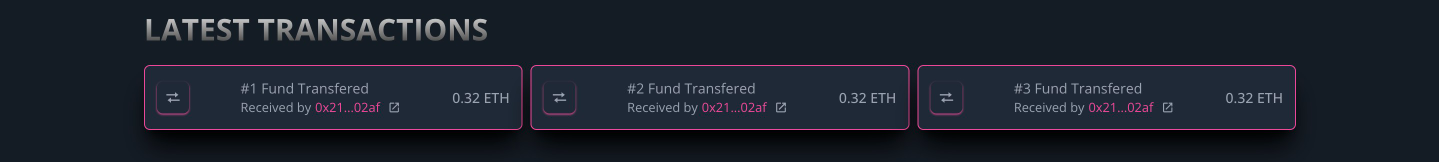 LATEST TRANSACTIONS
#1 Fund Transfered
Received by 0x21...02af
0.32 ETH
#2 Fund Transfered
Received by 0x21...02af
0.32 ETH
#3 Fund Transfered
Received by 0x21...02af
0.32 ETH